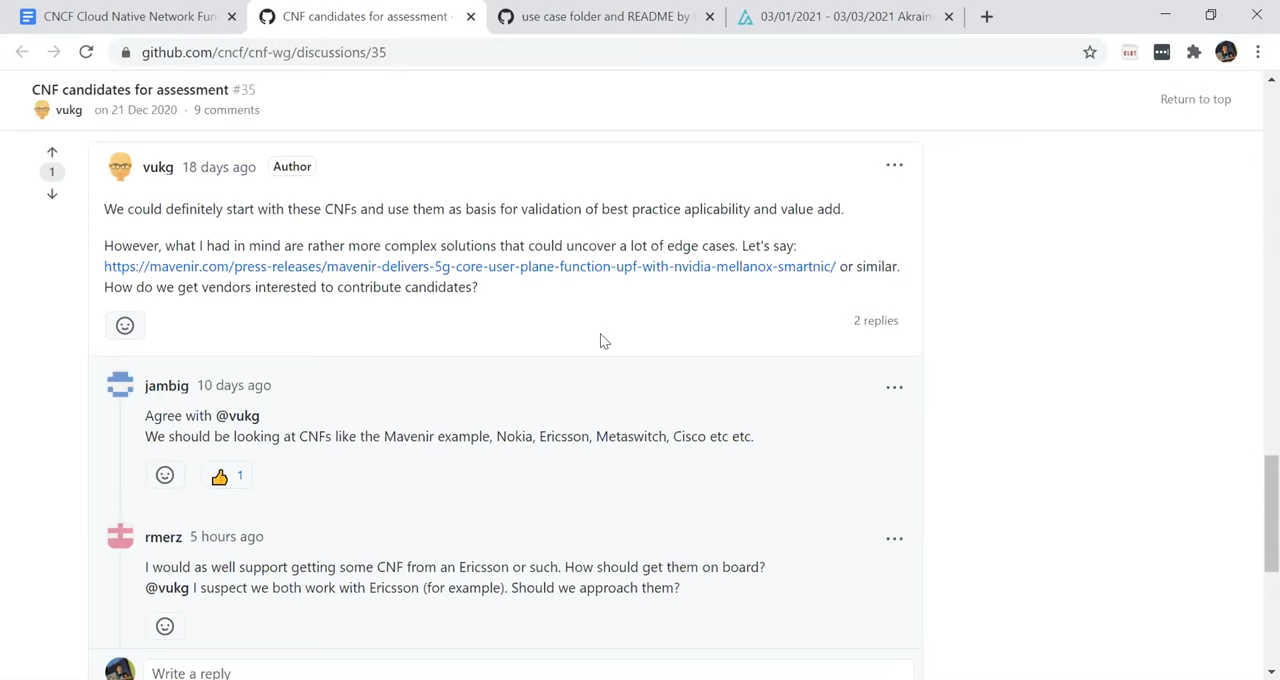 CNCF Cloud Native Network Fun
CNF candidates for assessment
use case folder and README by
03/01/2021 - 03/03/2021 Akrain
github.com/cncf/cnf-wg/discussions/35
CNF candidates for assessment #35
vukg on 21 Dec 2020 · 9 comments
Return to top
1
vukg 18 days ago Author
We could definitely start with these CNFs and use them as basis for validation of best practice aplicability and value add.
However, what I had in mind are rather more complex solutions that could uncover a lot of edge cases. Let's say:
https://mavenir.com/press-releases/mavenir-delivers-5g-core-user-plane-function-upf-with-nvidia-mellanox-smartnic/ or similar.
How do we get vendors interested to contribute candidates?
2 replies
jambig 10 days ago
Agree with @vukg
We should be looking at CNFs like the Mavenir example, Nokia, Ericsson, Metaswitch, Cisco etc etc.
1
rmerz 5 hours ago
I would as well support getting some CNF from an Ericsson or such. How should get them on board?
@vukg I suspect we both work with Ericsson (for example). Should we approach them?
Write a reply